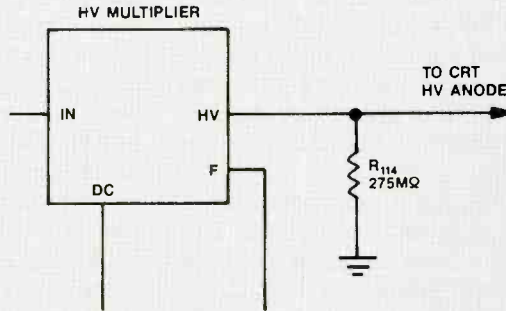 HV MULTIPLIER
TO CRT
HV ANODE
IN
HV
F
DC
R₁₁₄
275MΩ